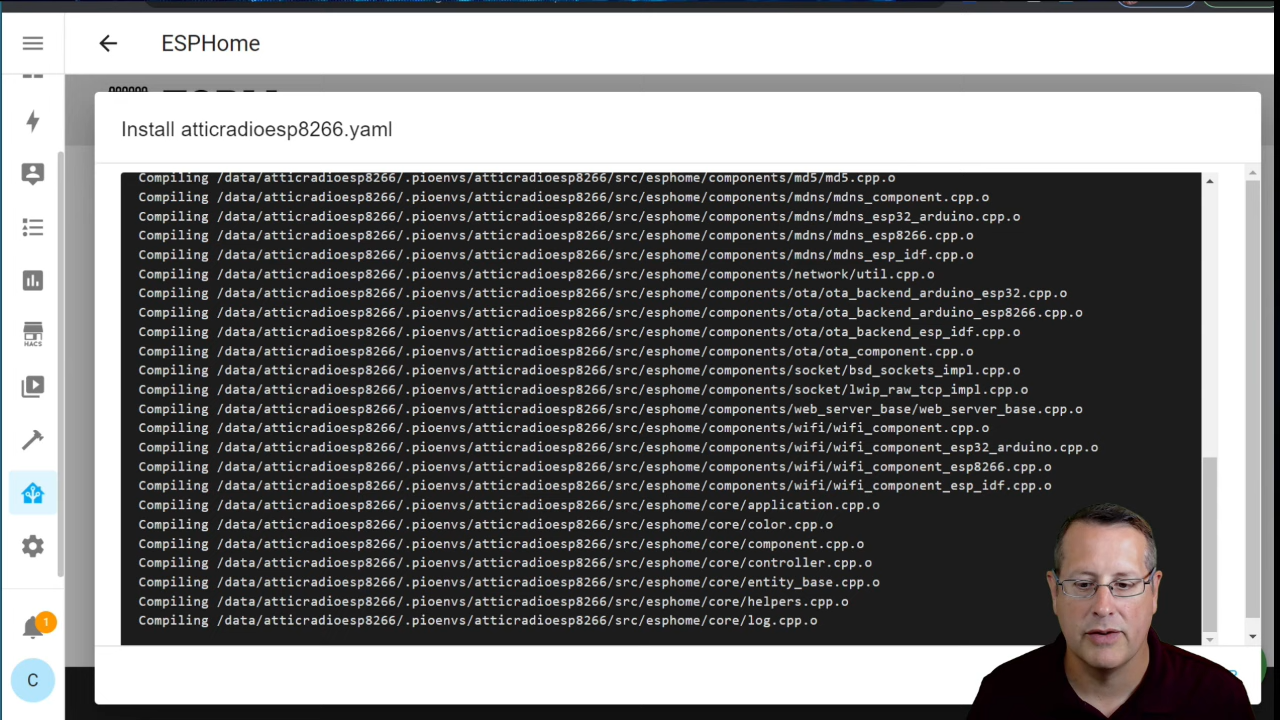 ESPHome
Install atticradioesp8266.yaml
Compiling /data/atticradioesp8266/.pioenvs/atticradioesp8266/src/esphome/components/md5/md5.cpp.o
Compiling /data/atticradioesp8266/.pioenvs/atticradioesp8266/src/esphome/components/mdns/mdns_component.cpp.o
Compiling /data/atticradioesp8266/.pioenvs/atticradioesp8266/src/esphome/components/mdns/mdns_esp32_arduino.cpp.o
Compiling /data/atticradioesp8266/.pioenvs/atticradioesp8266/src/esphome/components/mdns/mdns_esp8266.cpp.o
Compiling /data/atticradioesp8266/.pioenvs/atticradioesp8266/src/esphome/components/mdns/mdns_esp_idf.cpp.o
Compiling /data/atticradioesp8266/.pioenvs/atticradioesp8266/src/esphome/components/network/util.cpp.o
Compiling /data/atticradioesp8266/.pioenvs/atticradioesp8266/src/esphome/components/ota/ota_backend_arduino_esp32.cpp.o
Compiling /data/atticradioesp8266/.pioenvs/atticradioesp8266/src/esphome/components/ota/ota_backend_arduino_esp8266.cpp.o
Compiling /data/atticradioesp8266/.pioenvs/atticradioesp8266/src/esphome/components/ota/ota_backend_esp_idf.cpp.o
Compiling /data/atticradioesp8266/.pioenvs/atticradioesp8266/src/esphome/components/ota/ota_component.cpp.o
Compiling /data/atticradioesp8266/.pioenvs/atticradioesp8266/src/esphome/components/socket/bsd_sockets_impl.cpp.o
Compiling /data/atticradioesp8266/.pioenvs/atticradioesp8266/src/esphome/components/socket/lwip_raw_tcp_impl.cpp.o
Compiling /data/atticradioesp8266/.pioenvs/atticradioesp8266/src/esphome/components/web_server_base/web_server_base.cpp.o
Compiling /data/atticradioesp8266/.pioenvs/atticradioesp8266/src/esphome/components/wifi/wifi_component.cpp.o
Compiling /data/atticradioesp8266/.pioenvs/atticradioesp8266/src/esphome/components/wifi/wifi_component_esp32_arduino.cpp.o
Compiling /data/atticradioesp8266/.pioenvs/atticradioesp8266/src/esphome/components/wifi/wifi_component_esp8266.cpp.o
Compiling /data/atticradioesp8266/.pioenvs/atticradioesp8266/src/esphome/components/wifi/wifi_component_esp_idf.cpp.o
Compiling /data/atticradioesp8266/.pioenvs/atticradioesp8266/src/esphome/core/application.cpp.o
Compiling /data/atticradioesp8266/.pioenvs/atticradioesp8266/src/esphome/core/color.cpp.o
Compiling /data/atticradioesp8266/.pioenvs/atticradioesp8266/src/esphome/core/component.cpp.o
Compiling /data/atticradioesp8266/.pioenvs/atticradioesp8266/src/esphome/core/controller.cpp.o
Compiling /data/atticradioesp8266/.pioenvs/atticradioesp8266/src/esphome/core/entity_base.cpp.o
Compiling /data/atticradioesp8266/.pioenvs/atticradioesp8266/src/esphome/core/helpers.cpp.o
Compiling /data/atticradioesp8266/.pioenvs/atticradioesp8266/src/esphome/core/log.cpp.o
HACS
1
C